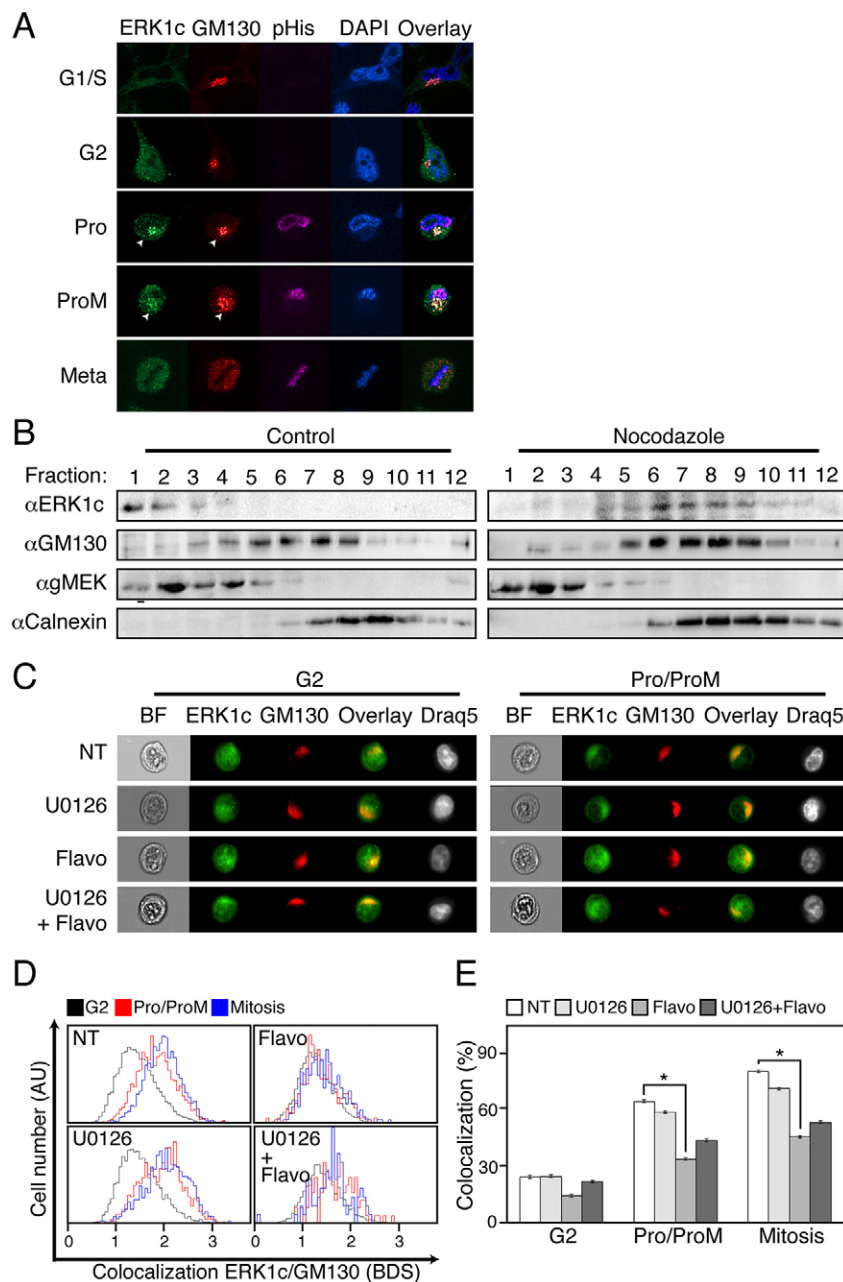 A
ERK1c GM130 pHis DAPI Overlay
G1/S
G2
Pro
ProM
Meta
B
Control Nocodazole
Fraction: 1 2 3 4 5 6 7 8 9 10 11 12 1 2 3 4 5 6 7 8 9 10 11 12
αERK1c
αGM130
αgMEK
αCalnexin
C
G2 Pro/ProM
BF ERK1c GM130 Overlay Draq5 BF ERK1c GM130 Overlay Draq5
NT
U0126
Flavo
U0126
+ Flavo
D
G2 Pro/ProM Mitosis
Cell number (AU)
NT Flavo
U0126 U0126
+
Flavo
0 1 2 3 0 1 2 3
Colocalization ERK1c/GM130 (BDS)
E
NT U0126 Flavo U0126+Flavo
Colocalization (%)
90
60
30
0
* *
G2 Pro/ProM Mitosis